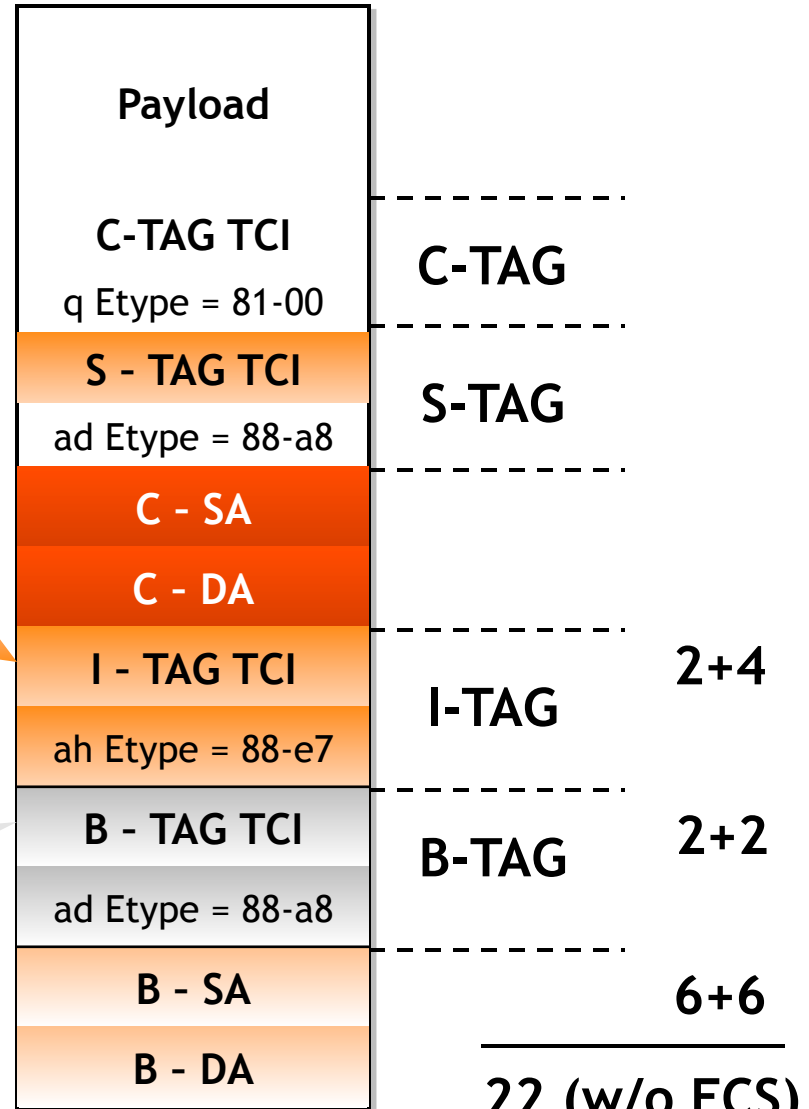 Payload
C-TAG TCI
q Etype = 81-00
C-TAG
S – TAG TCI
ad Etype = 88-a8
S-TAG
C – SA
C – DA
I – TAG TCI
ah Etype = 88-e7
I-TAG
2+4
B – TAG TCI
ad Etype = 88-a8
B-TAG
2+2
B – SA
6+6
B – DA
22 (w/o FCS)